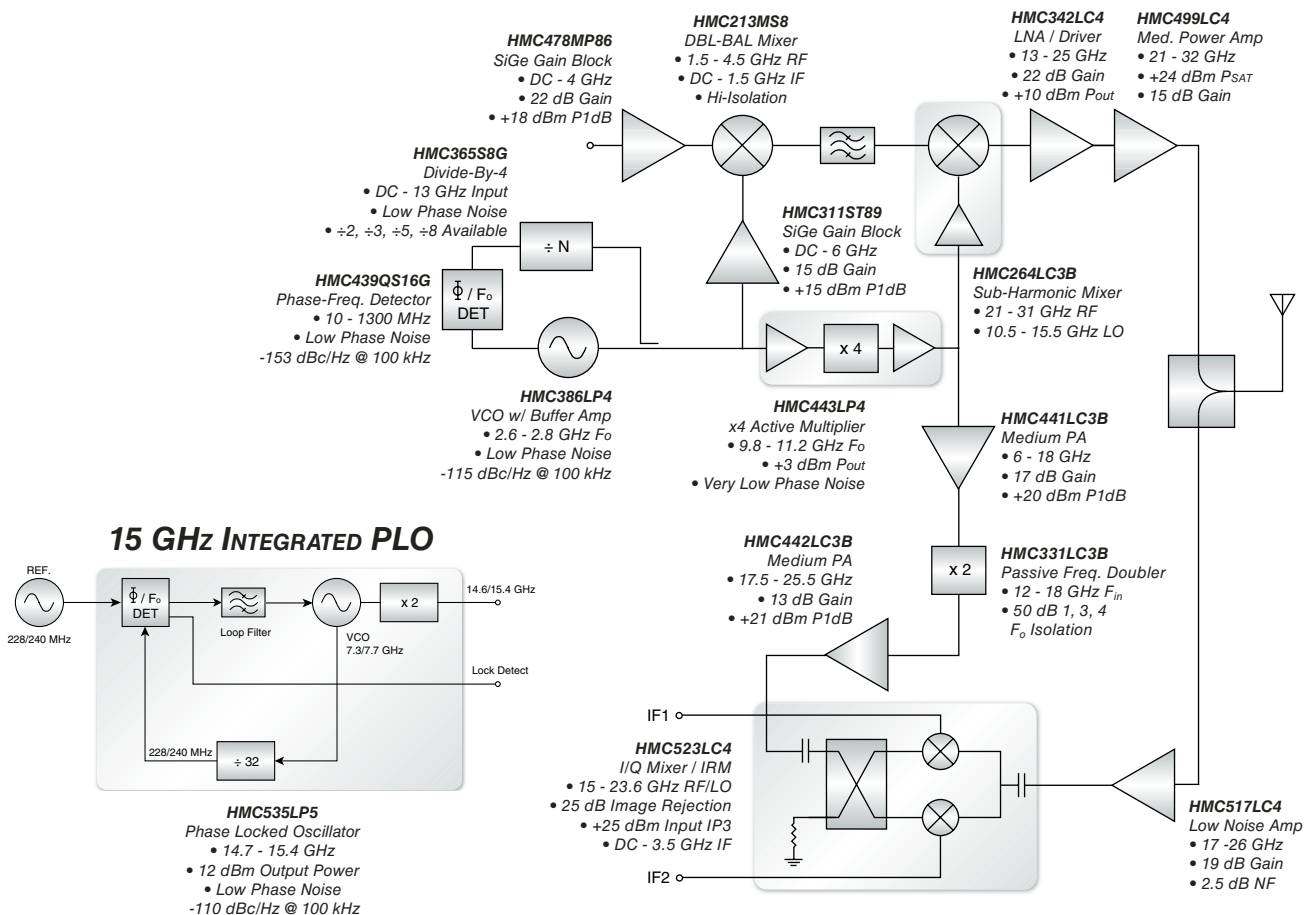 HMC478MP86
SiGe Gain Block
• DC - 4 GHz
• 22 dB Gain
• +18 dBm P1dB
HMC213MS8
DBL-BAL Mixer
• 1.5 - 4.5 GHz RF
• DC - 1.5 GHz IF
• Hi-Isolation
HMC342LC4
LNA / Driver
• 13 - 25 GHz
• 22 dB Gain
• +10 dBm Pout
HMC499LC4
Med. Power Amp
• 21 - 32 GHz
• +24 dBm PSAT
• 15 dB Gain
HMC365S8G
Divide-By-4
• DC - 13 GHz Input
• Low Phase Noise
• ÷2, ÷3, ÷5, ÷8 Available
÷ N
HMC311ST89
SiGe Gain Block
• DC - 6 GHz
• 15 dB Gain
• +15 dBm P1dB
HMC439QS16G
Phase-Freq. Detector
• 10 - 1300 MHz
• Low Phase Noise
-153 dBc/Hz @ 100 kHz
Φ / Fo
DET
HMC264LC3B
Sub-Harmonic Mixer
• 21 - 31 GHz RF
• 10.5 - 15.5 GHz LO
x 4
HMC386LP4
VCO w/ Buffer Amp
• 2.6 - 2.8 GHz Fo
• Low Phase Noise
-115 dBc/Hz @ 100 kHz
HMC443LP4
x4 Active Multiplier
• 9.8 - 11.2 GHz Fo
• +3 dBm Pout
• Very Low Phase Noise
HMC441LC3B
Medium PA
• 6 - 18 GHz
• 17 dB Gain
• +20 dBm P1dB
15 GHz Integrated PLO
HMC442LC3B
Medium PA
• 17.5 - 25.5 GHz
• 13 dB Gain
• +21 dBm P1dB
x 2
HMC331LC3B
Passive Freq. Doubler
• 12 - 18 GHz Fin
• 50 dB 1, 3, 4
Fo Isolation
REF.
228/240 MHz
Φ / Fo
DET
Loop Filter
VCO
7.3/7.7 GHz
x 2
14.6/15.4 GHz
Lock Detect
228/240 MHz
÷ 32
HMC535LP5
Phase Locked Oscillator
• 14.7 - 15.4 GHz
• 12 dBm Output Power
• Low Phase Noise
-110 dBc/Hz @ 100 kHz
IF1
HMC523LC4
I/Q Mixer / IRM
• 15 - 23.6 GHz RF/LO
• 25 dB Image Rejection
• +25 dBm Input IP3
• DC - 3.5 GHz IF
IF2
HMC517LC4
Low Noise Amp
• 17 -26 GHz
• 19 dB Gain
• 2.5 dB NF